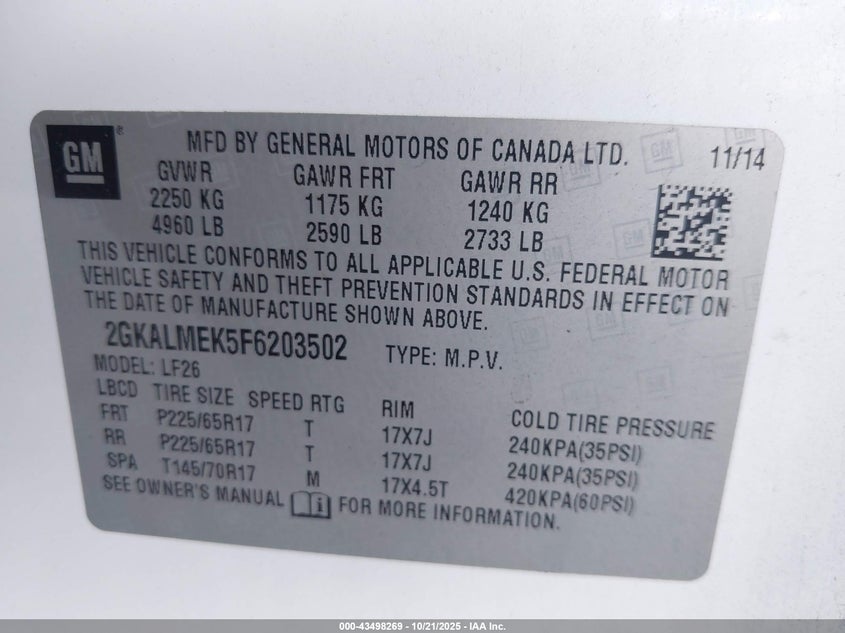 GM
MFD BY GENERAL MOTORS OF CANADA LTD. 11/14
GVWR GAWR FRT GAWR RR
2250 KG 1175 KG 1240 KG
4960 LB 2590 LB 2733 LB
THIS VEHICLE CONFORMS TO ALL APPLICABLE U.S. FEDERAL MOTOR
VEHICLE SAFETY AND THEFT PREVENTION STANDARDS IN EFFECT ON
THE DATE OF MANUFACTURE SHOWN ABOVE.
2GKALMEK5F6203502 TYPE: M.P.V.
MODEL: LF26
LBCD TIRE SIZE SPEED RTG RIM COLD TIRE PRESSURE
FRT P225/65R17 T 17X7J 240KPA(35PSI)
RR P225/65R17 T 17X7J 240KPA(35PSI)
SPA T145/70R17 M 17X4.5T 420KPA(60PSI)
SEE OWNER'S MANUAL FOR MORE INFORMATION.
000-43498269 - 10/21/2025 - IAA Inc.